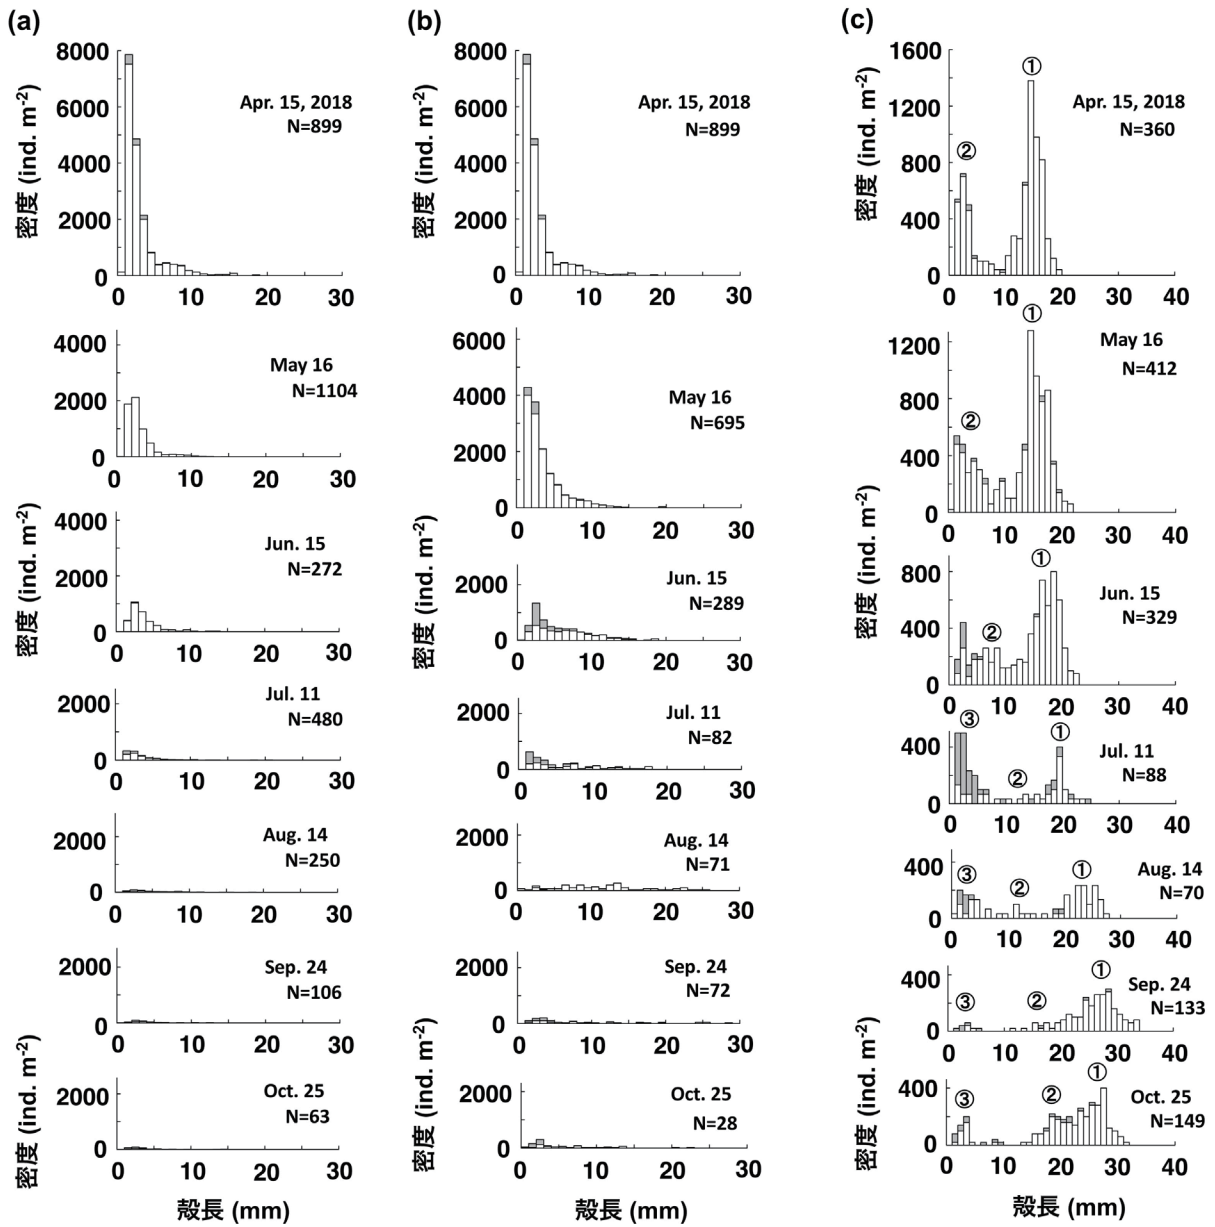 (a)
密度 (ind. m-2)
8000
6000
4000
2000
0
Apr. 15, 2018
N=899
0 10 20 30
4000
2000
0
May 16
N=1104
0 10 20 30
密度 (ind. m-2)
4000
2000
0
Jun. 15
N=272
0 10 20 30
2000
0
Jul. 11
N=480
0 10 20 30
2000
0
Aug. 14
N=250
0 10 20 30
2000
0
Sep. 24
N=106
0 10 20 30
密度 (ind. m-2)
2000
0
Oct. 25
N=63
0 10 20 30
殻長 (mm)
(b)
密度 (ind. m-2)
8000
6000
4000
2000
0
Apr. 15, 2018
N=899
0 10 20 30
6000
4000
2000
0
May 16
N=695
0 10 20 30
密度 (ind. m-2)
2000
0
Jun. 15
N=289
0 10 20 30
2000
0
Jul. 11
N=82
0 10 20 30
2000
0
Aug. 14
N=71
0 10 20 30
2000
0
Sep. 24
N=72
0 10 20 30
密度 (ind. m-2)
2000
0
Oct. 25
N=28
0 10 20 30
殻長 (mm)
(c)
密度 (ind. m-2)
1600
1200
800
400
0
① ②
Apr. 15, 2018
N=360
0 10 20 30 40
1200
800
400
0
① ②
May 16
N=412
0 10 20 30 40
密度 (ind. m-2)
800
400
0
① ②
Jun. 15
N=329
0 10 20 30 40
400
0
③ ② ①
Jul. 11
N=88
0 10 20 30 40
400
0
③ ② ①
Aug. 14
N=70
0 10 20 30 40
400
0
③ ② ①
Sep. 24
N=133
0 10 20 30 40
密度 (ind. m-2)
400
0
③ ② ①
Oct. 25
N=149
0 10 20 30 40
殻長 (mm)